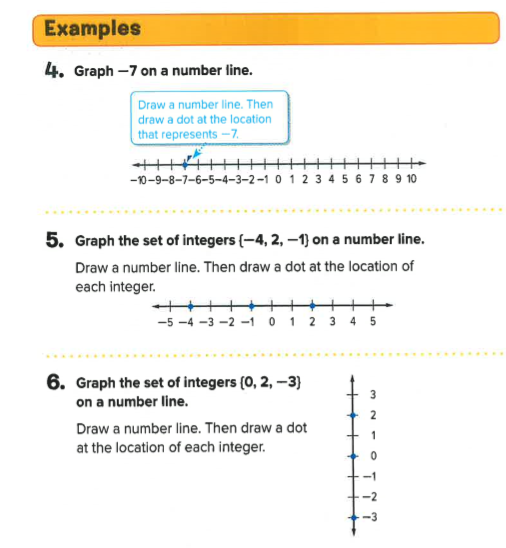 Examples
4. Graph −7 on a number line.
Draw a number line. Then
draw a dot at the location
that represents −7.
−10−9−8−7−6−5−4−3−2−1 0 1 2 3 4 5 6 7 8 9 10
5. Graph the set of integers {−4, 2, −1} on a number line.
Draw a number line. Then draw a dot at the location of
each integer.
−5 −4 −3 −2 −1 0 1 2 3 4 5
6. Graph the set of integers {0, 2, −3}
on a number line.
Draw a number line. Then draw a dot
at the location of each integer.
3
2
1
0
−1
−2
−3